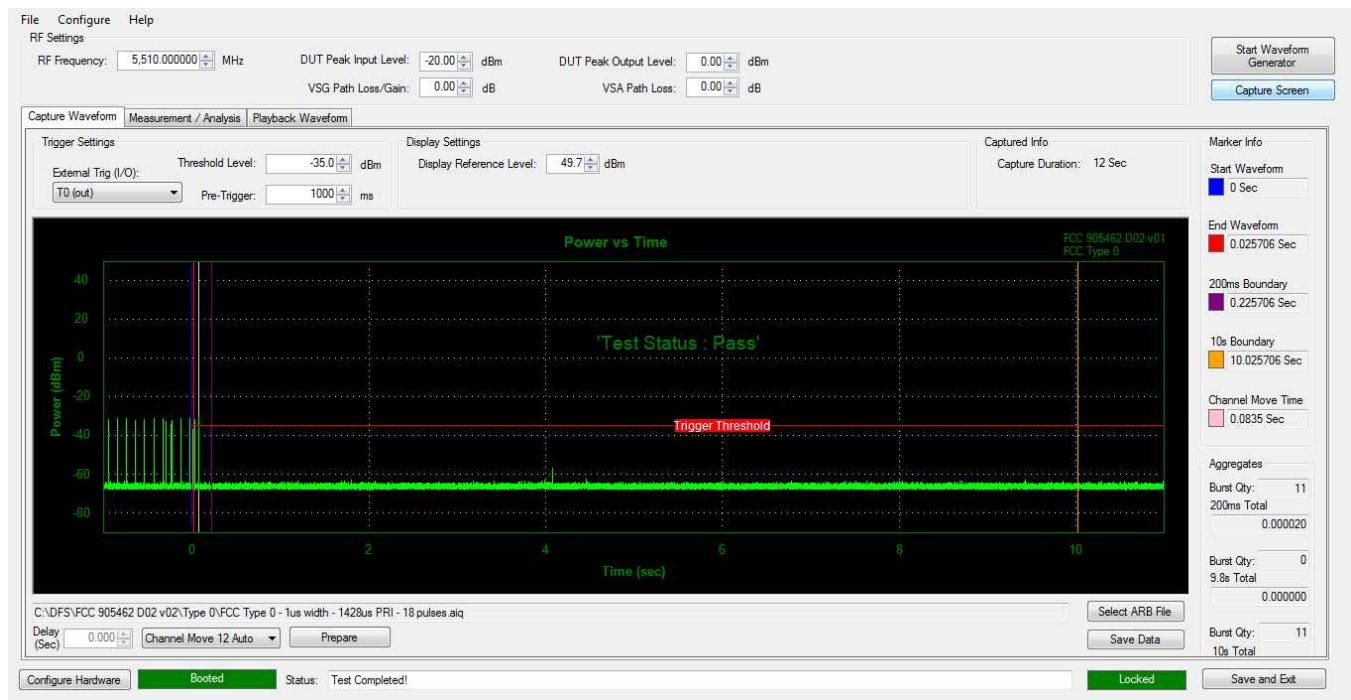 File Configure Help
RF Settings
RF Frequency: 5,510.000000 MHz DUT Peak Input Level: -20.00 dBm DUT Peak Output Level: 0.00 dBm
VSG Path Loss/Gain: 0.00 dB VSA Path Loss: 0.00 dB
Start Waveform
Generator
Capture Screen
Capture Waveform Measurement / Analysis Playback Waveform
Trigger Settings
External Trig (I/O):
T0 (out)
Threshold Level: -35.0 dBm
Pre-Trigger: 1000 ms
Display Settings
Display Reference Level: 49.7 dBm
Captured Info
Capture Duration: 12 Sec
Marker Info
Start Waveform
0 Sec
End Waveform
0.025706 Sec
200ms Boundary
0.225706 Sec
10s Boundary
10.025706 Sec
Channel Move Time
0.0835 Sec
Aggregates
Burst Qty: 11
200ms Total
0.000020
Burst Qty: 0
9.8s Total
0.000000
Burst Qty: 11
10s Total
Power vs Time
FCC 905462 D02 v01
FCC Type 0
'Test Status : Pass'
Trigger Threshold
Power (dBm)
40
20
0
-20
-40
-60
-80
0 2 4 6 8 10
Time (sec)
C:\DFS\FCC 905462 D02 v02\Type 0\FCC Type 0 - 1us width - 1428us PRI - 18 pulses.aiq
Select ARB File
Delay
(Sec) 0.000 Channel Move 12 Auto Prepare Save Data
Configure Hardware Booted Status: Test Completed! Locked Save and Exit